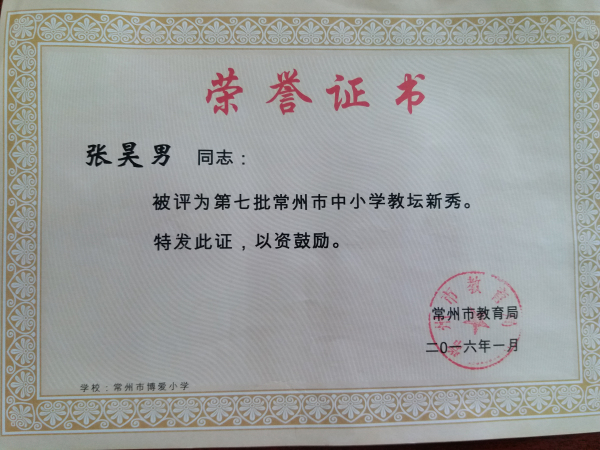 荣誉证书
张昊男 同志：
被评为第七批常州市中小学教坛新秀。
特发此证，以资鼓励。
常州市教育局
二〇一六年一月
学校：常州市博爱小学